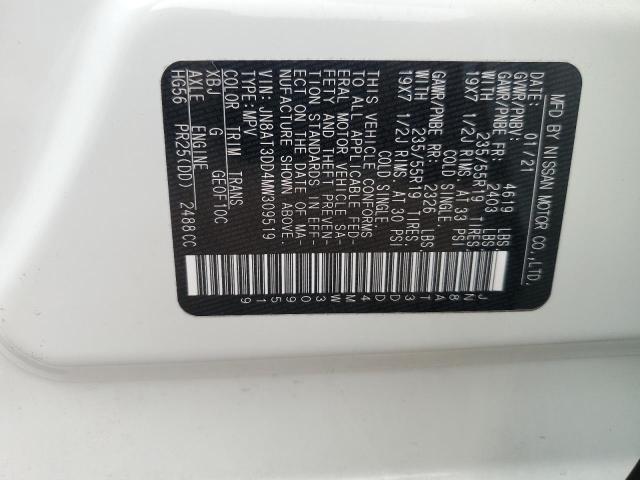 MFD BY NISSAN MOTOR CO.,LTD.
DATE: 01/21
GVWR/PNBV: 4619 LBS.
GAWR/PNBE FR: 2403 LBS.
WITH 235/55R19 TIRES.
19X7 1/2J RIMS. AT 33 PSI
COLD SINGLE
GAWR/PNBE RR: 2326 LBS.
WITH 235/55R19 TIRES.
19X7 1/2J RIMS. AT 30 PSI
COLD SINGLE.
THIS VEHICLE CONFORMS
TO ALL APPLICABLE FED-
ERAL MOTOR VEHICLE SA-
FETY AND THEFT PREVEN-
TION STANDARDS IN EFF-
ECT ON THE DATE OF MA-
NUFACTURE SHOWN ABOVE.
VIN: JN8AT3DD4MW309519
TYPE: MPV
COLOR TRIM TRANS
XBJ G GE0F10C
AXLE ENGINE
HG56 PR25(DD) 2488CC
JN8AT3DD4MW309519